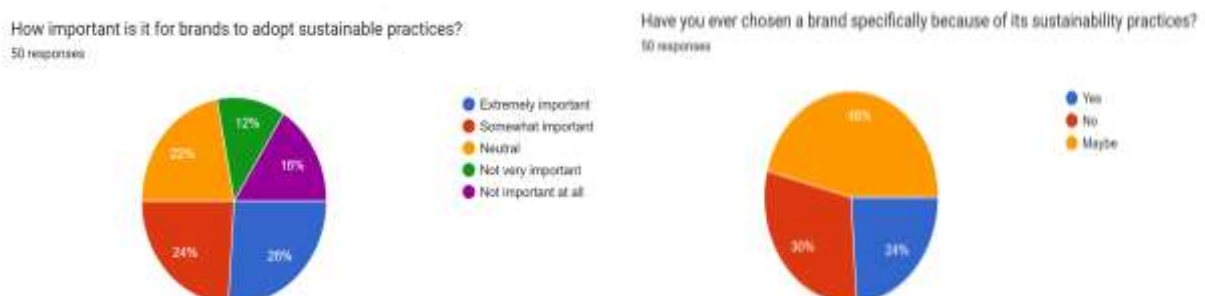 How important is it for brands to adopt sustainable practices?
50 responses
Extremely important
Somewhat important
Neutral
Not very important
Not important at all
12%
22%
16%
24%
26%
Have you ever chosen a brand specifically because of its sustainability practices?
50 responses
Yes
No
Maybe
46%
30%
24%